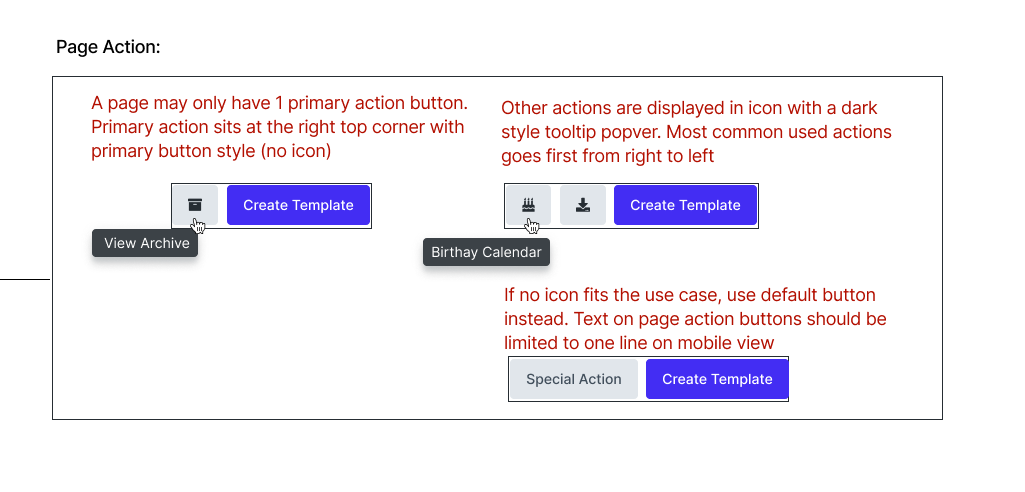 Page Action:
A page may only have 1 primary action button.
Primary action sits at the right top corner with
primary button style (no icon)
Create Template
View Archive
Other actions are displayed in icon with a dark
style tooltip popver. Most common used actions
goes first from right to left
Create Template
Birthay Calendar
If no icon fits the use case, use default button
instead. Text on page action buttons should be
limited to one line on mobile view
Special Action
Create Template